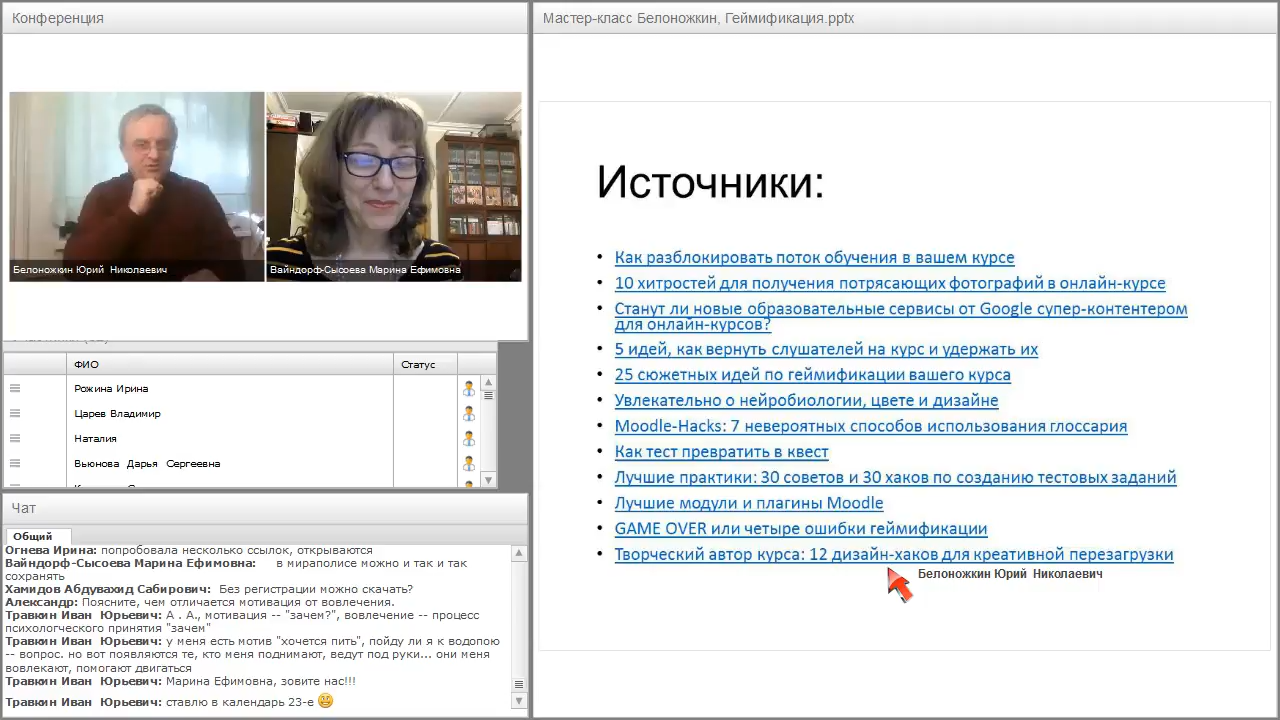 Конференция
Белоножкин Юрий Николаевич
Вайндорф-Сысоева Марина Ефимовна
ФИО
Статус
Рожина Ирина
Царев Владимир
Наталия
Вьюнова Дарья Сергеевна
Чат
Общий
Огнева Ирина: попробовала несколько ссылок, открываются
Вайндорф-Сысоева Марина Ефимовна: в мираполисе можно и так и так
сохранять
Хамидов Абдувахид Сабирович: Без регистрации можно скачать?
Александр: Поясните, чем отличается мотивация от вовлечения.
Травкин Иван Юрьевич: А . А., мотивация -- "зачем?", вовлечение -- процесс
психологческого принятия "зачем"
Травкин Иван Юрьевич: у меня есть мотив "хочется пить", пойду ли я к водопою
-- вопрос. но вот появляются те, кто меня поднимают, ведут под руки... они меня
вовлекают, помогают двигаться
Травкин Иван Юрьевич: Марина Ефимовна, зовите нас!!!
Травкин Иван Юрьевич: ставлю в календарь 23-е
Мастер-класс Белоножкин, Геймификация.pptx
Источники:
• Как разблокировать поток обучения в вашем курсе
• 10 хитростей для получения потрясающих фотографий в онлайн-курсе
• Станут ли новые образовательные сервисы от Google супер-контентером
для онлайн-курсов?
• 5 идей, как вернуть слушателей на курс и удержать их
• 25 сюжетных идей по геймификации вашего курса
• Увлекательно о нейробиологии, цвете и дизайне
• Moodle-Hacks: 7 невероятных способов использования глоссария
• Как тест превратить в квест
• Лучшие практики: 30 советов и 30 хаков по созданию тестовых заданий
• Лучшие модули и плагины Moodle
• GAME OVER или четыре ошибки геймификации
• Творческий автор курса: 12 дизайн-хаков для креативной перезагрузки
Белоножкин Юрий Николаевич